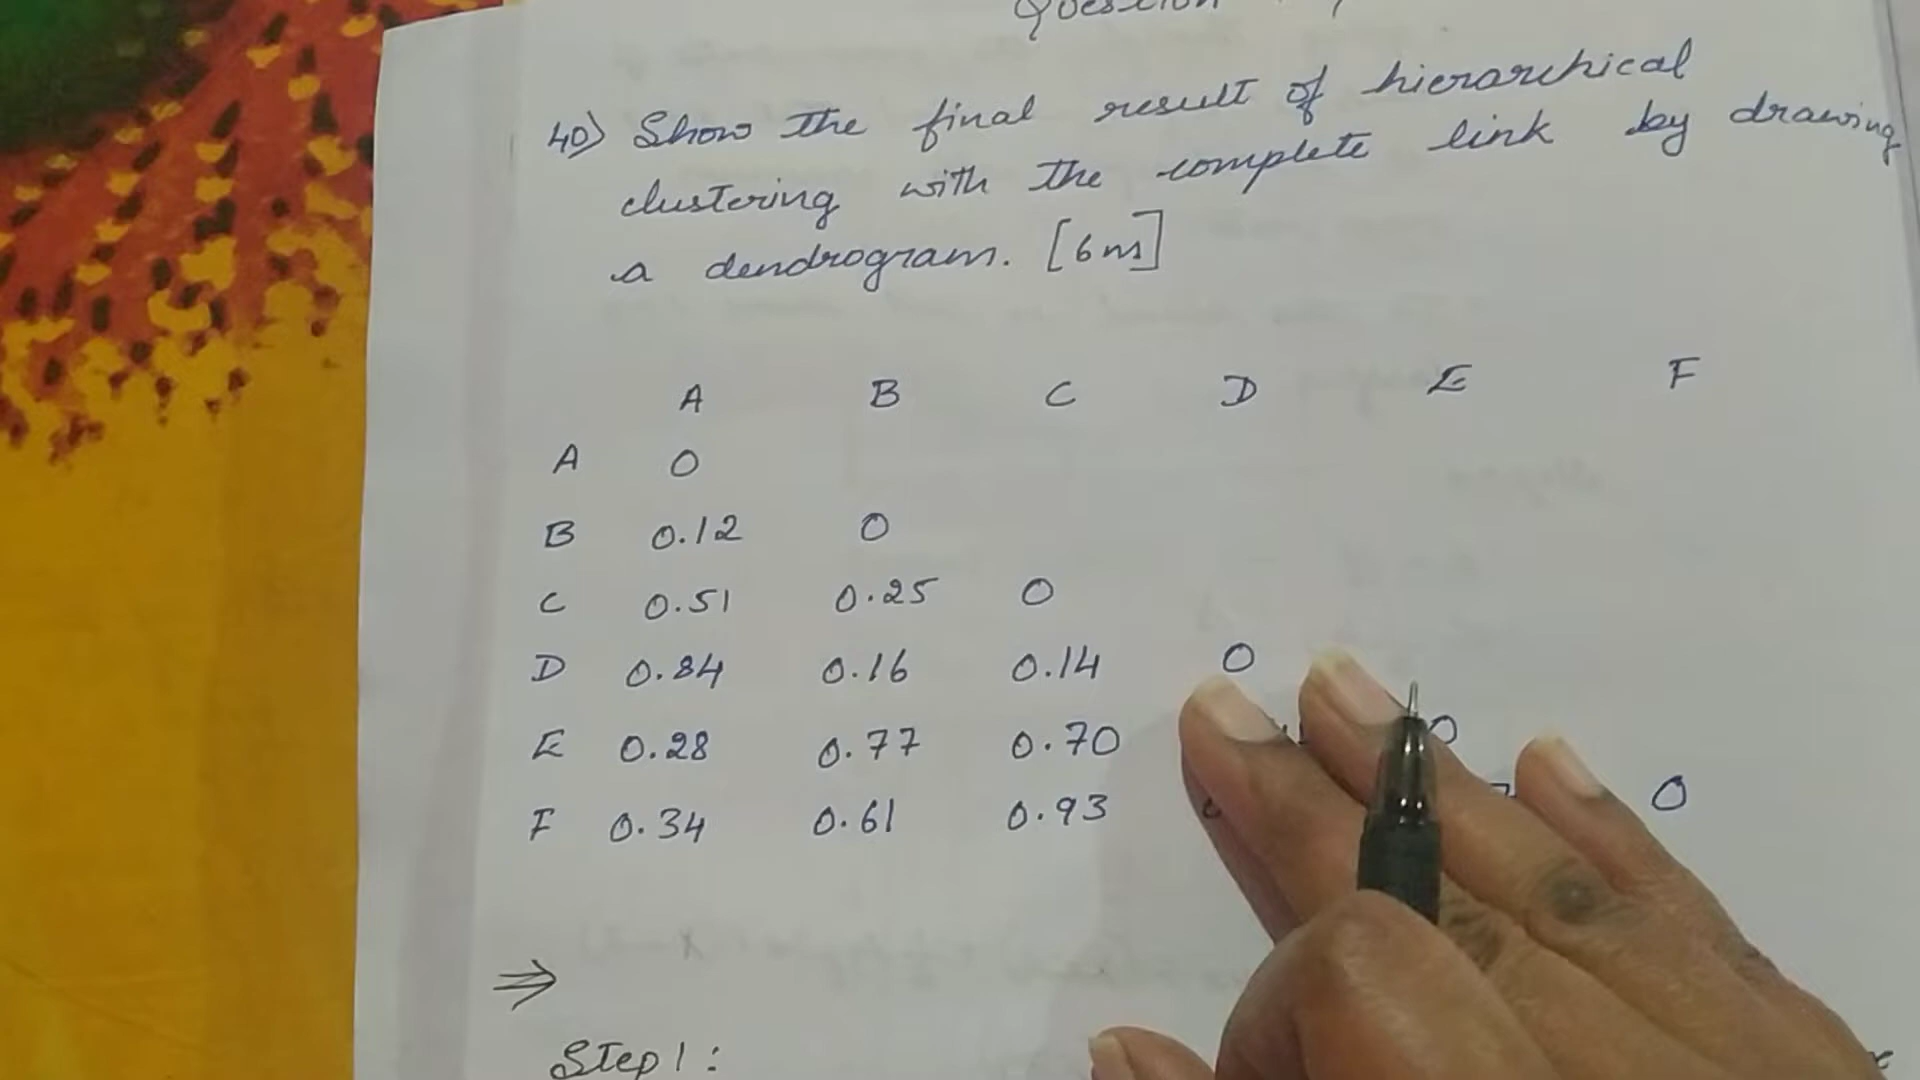 Question
40) Show the final result of hierarchical
clustering with the complete link by drawing
a dendrogram. [6m]
A B C D E F
A 0
B 0.12 0
C 0.51 0.25 0
D 0.84 0.16 0.14 0
E 0.28 0.77 0.70 0
F 0.34 0.61 0.93 0
⇒
Step 1: